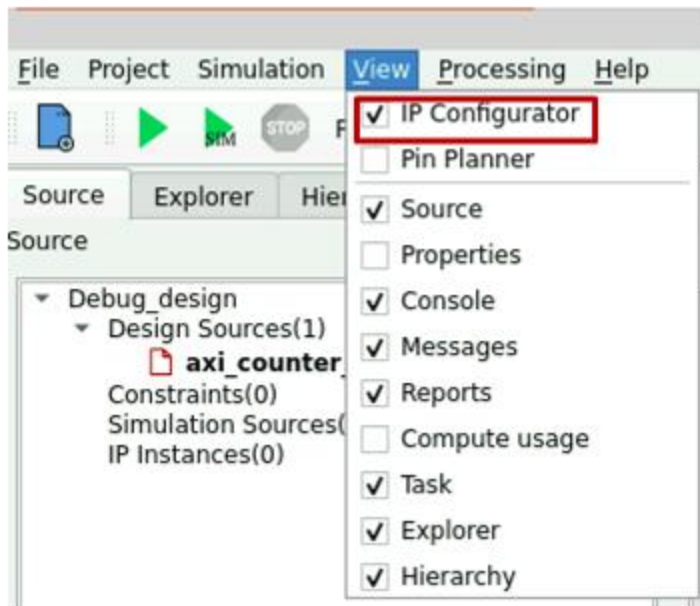 File Project Simulation View Processing Help
SIM STOP
Source Explorer
Source
Debug_design
Design Sources(1)
axi_counter_
Constraints(0)
Simulation Sources(
IP Instances(0)
IP Configurator
Pin Planner
Source
Properties
Console
Messages
Reports
Compute usage
Task
Explorer
Hierarchy